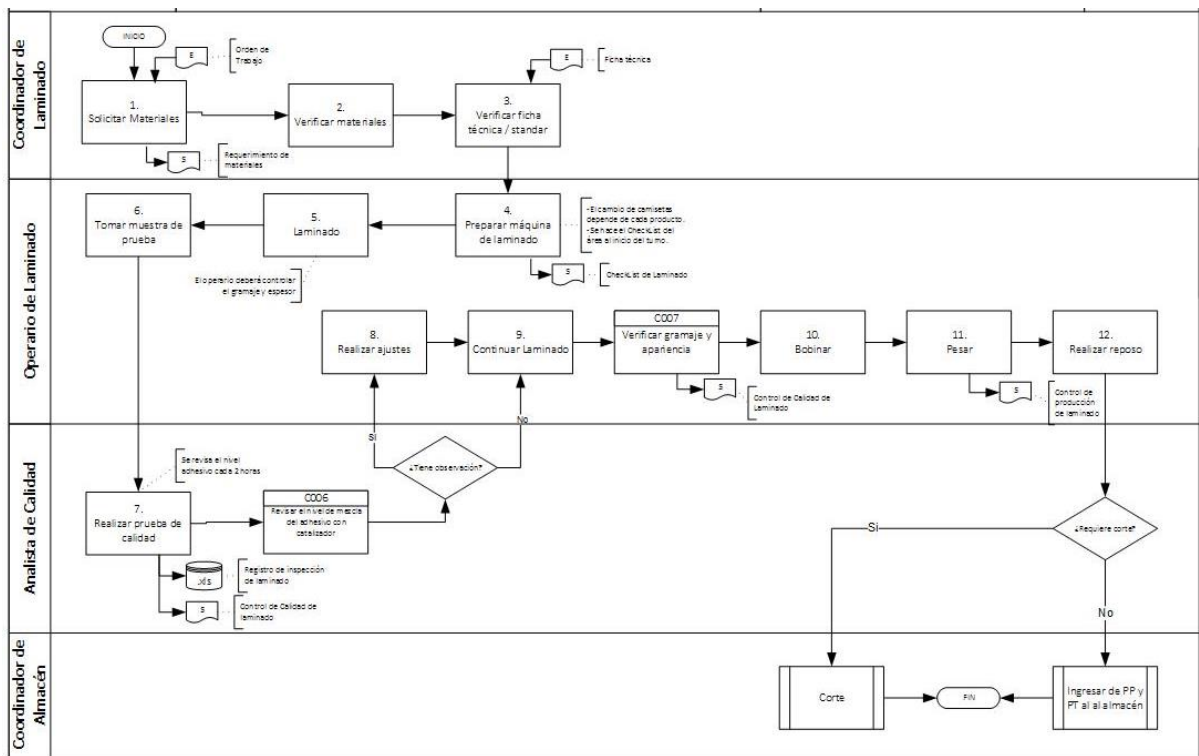 Coordinador de
Laminado
INICIO
E
Orden de
Trabajo
1.
Solicitar Materiales
S
Requerimiento de
materiales
2.
Verificar materiales
E
Ficha técnica
3.
Verificar ficha
técnica / standar
Operario de Laminado
6.
Tomar muestra de
prueba
5.
Laminado
El operario deberá controlar
el gramaje y espesor
4.
Preparar máquina
de laminado
-El cambio de camisetas
depende de cada producto.
-Se hace el CheckList del
área al inicio del turno.
S
CheckList de Laminado
8.
Realizar ajustes
9.
Continuar Laminado
C007
Verificar gramaje y
apariencia
S
Control de Calidad de
Laminado
10.
Bobinar
11.
Pesar
S
Control de
producción
de laminado
12.
Realizar reposo
Analista de Calidad
Se revisa el nivel
adhesivo cada 2 horas
7.
Realizar prueba de
calidad
.xls
Registro de inspección
de laminado
S
Control de Calidad de
laminado
C006
Revisar el nivel de mezcla
del adhesivo con
catalizador
¿Tiene observación?
Si
No
¿Requiere corte?
Si
No
Coordinador de
Almacén
Corte
FIN
Ingresar de PP y
PT al al almacén